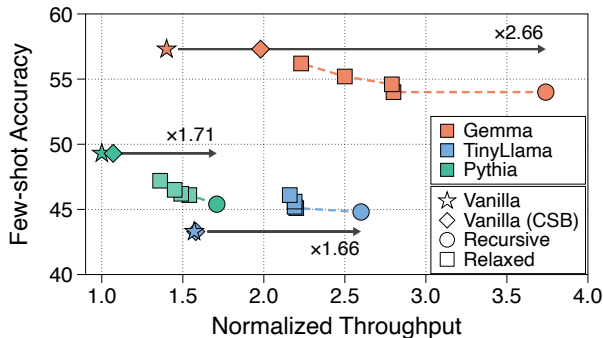 60
55
50
45
40
Few-shot Accuracy
×2.66
×1.71
×1.66
Gemma
TinyLlama
Pythia
Vanilla
Vanilla (CSB)
Recursive
Relaxed
1.0 1.5 2.0 2.5 3.0 3.5 4.0
Normalized Throughput